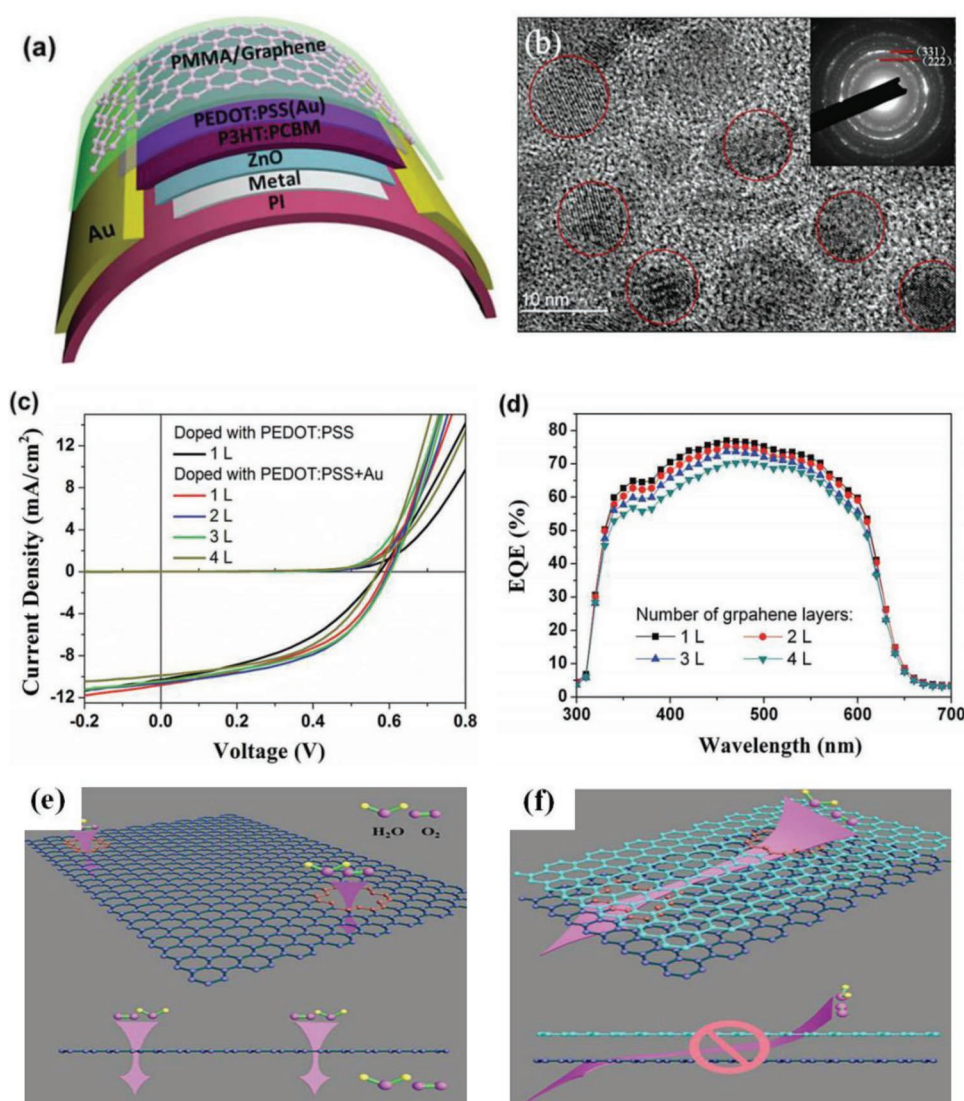 (a)
PMMA/Graphene
PEDOT:PSS(Au)
P3HT:PCBM
ZnO
Metal
PI
Au
(b)
(331)
(222)
10 nm
(c)
Doped with PEDOT:PSS
1 L
Doped with PEDOT:PSS+Au
1 L
2 L
3 L
4 L
Current Density (mA/cm²)
12
8
4
0
-4
-8
-12
-0.2 0.0 0.2 0.4 0.6 0.8
Voltage (V)
(d)
EQE (%)
80
70
60
50
40
30
20
10
0
Number of grpahene layers:
1 L 2 L
3 L 4 L
300 400 500 600 700
Wavelength (nm)
(e)
H₂O O₂
(f)